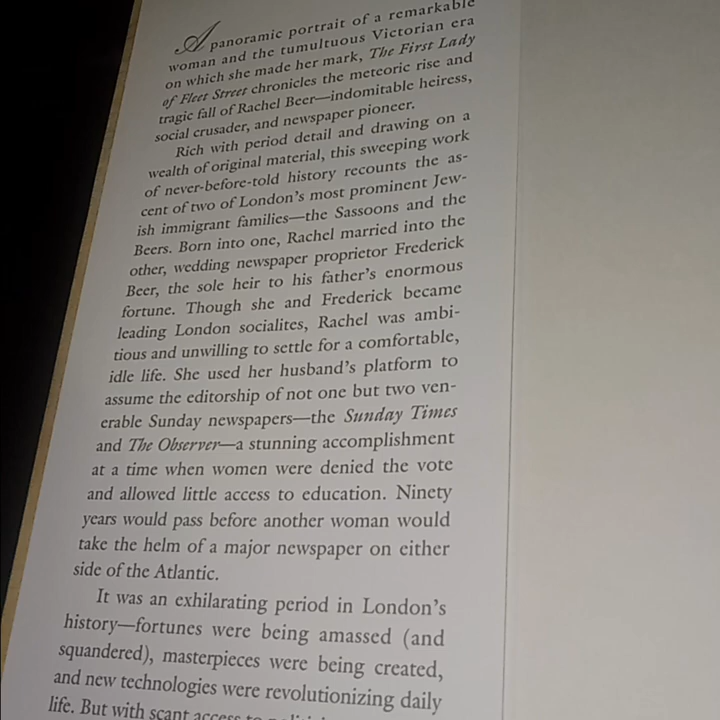 A panoramic portrait of a remarkable
woman and the tumultuous Victorian era
on which she made her mark, The First Lady
of Fleet Street chronicles the meteoric rise and
tragic fall of Rachel Beer—indomitable heiress,
social crusader, and newspaper pioneer.
Rich with period detail and drawing on a
wealth of original material, this sweeping work
of never-before-told history recounts the as-
cent of two of London's most prominent Jew-
ish immigrant families—the Sassoons and the
Beers. Born into one, Rachel married into the
other, wedding newspaper proprietor Frederick
Beer, the sole heir to his father's enormous
fortune. Though she and Frederick became
leading London socialites, Rachel was ambi-
tious and unwilling to settle for a comfortable,
idle life. She used her husband's platform to
assume the editorship of not one but two ven-
erable Sunday newspapers—the Sunday Times
and The Observer—a stunning accomplishment
at a time when women were denied the vote
and allowed little access to education. Ninety
years would pass before another woman would
take the helm of a major newspaper on either
side of the Atlantic.
It was an exhilarating period in London's
history—fortunes were being amassed (and
squandered), masterpieces were being created,
and new technologies were revolutionizing daily
life. But with scant access to